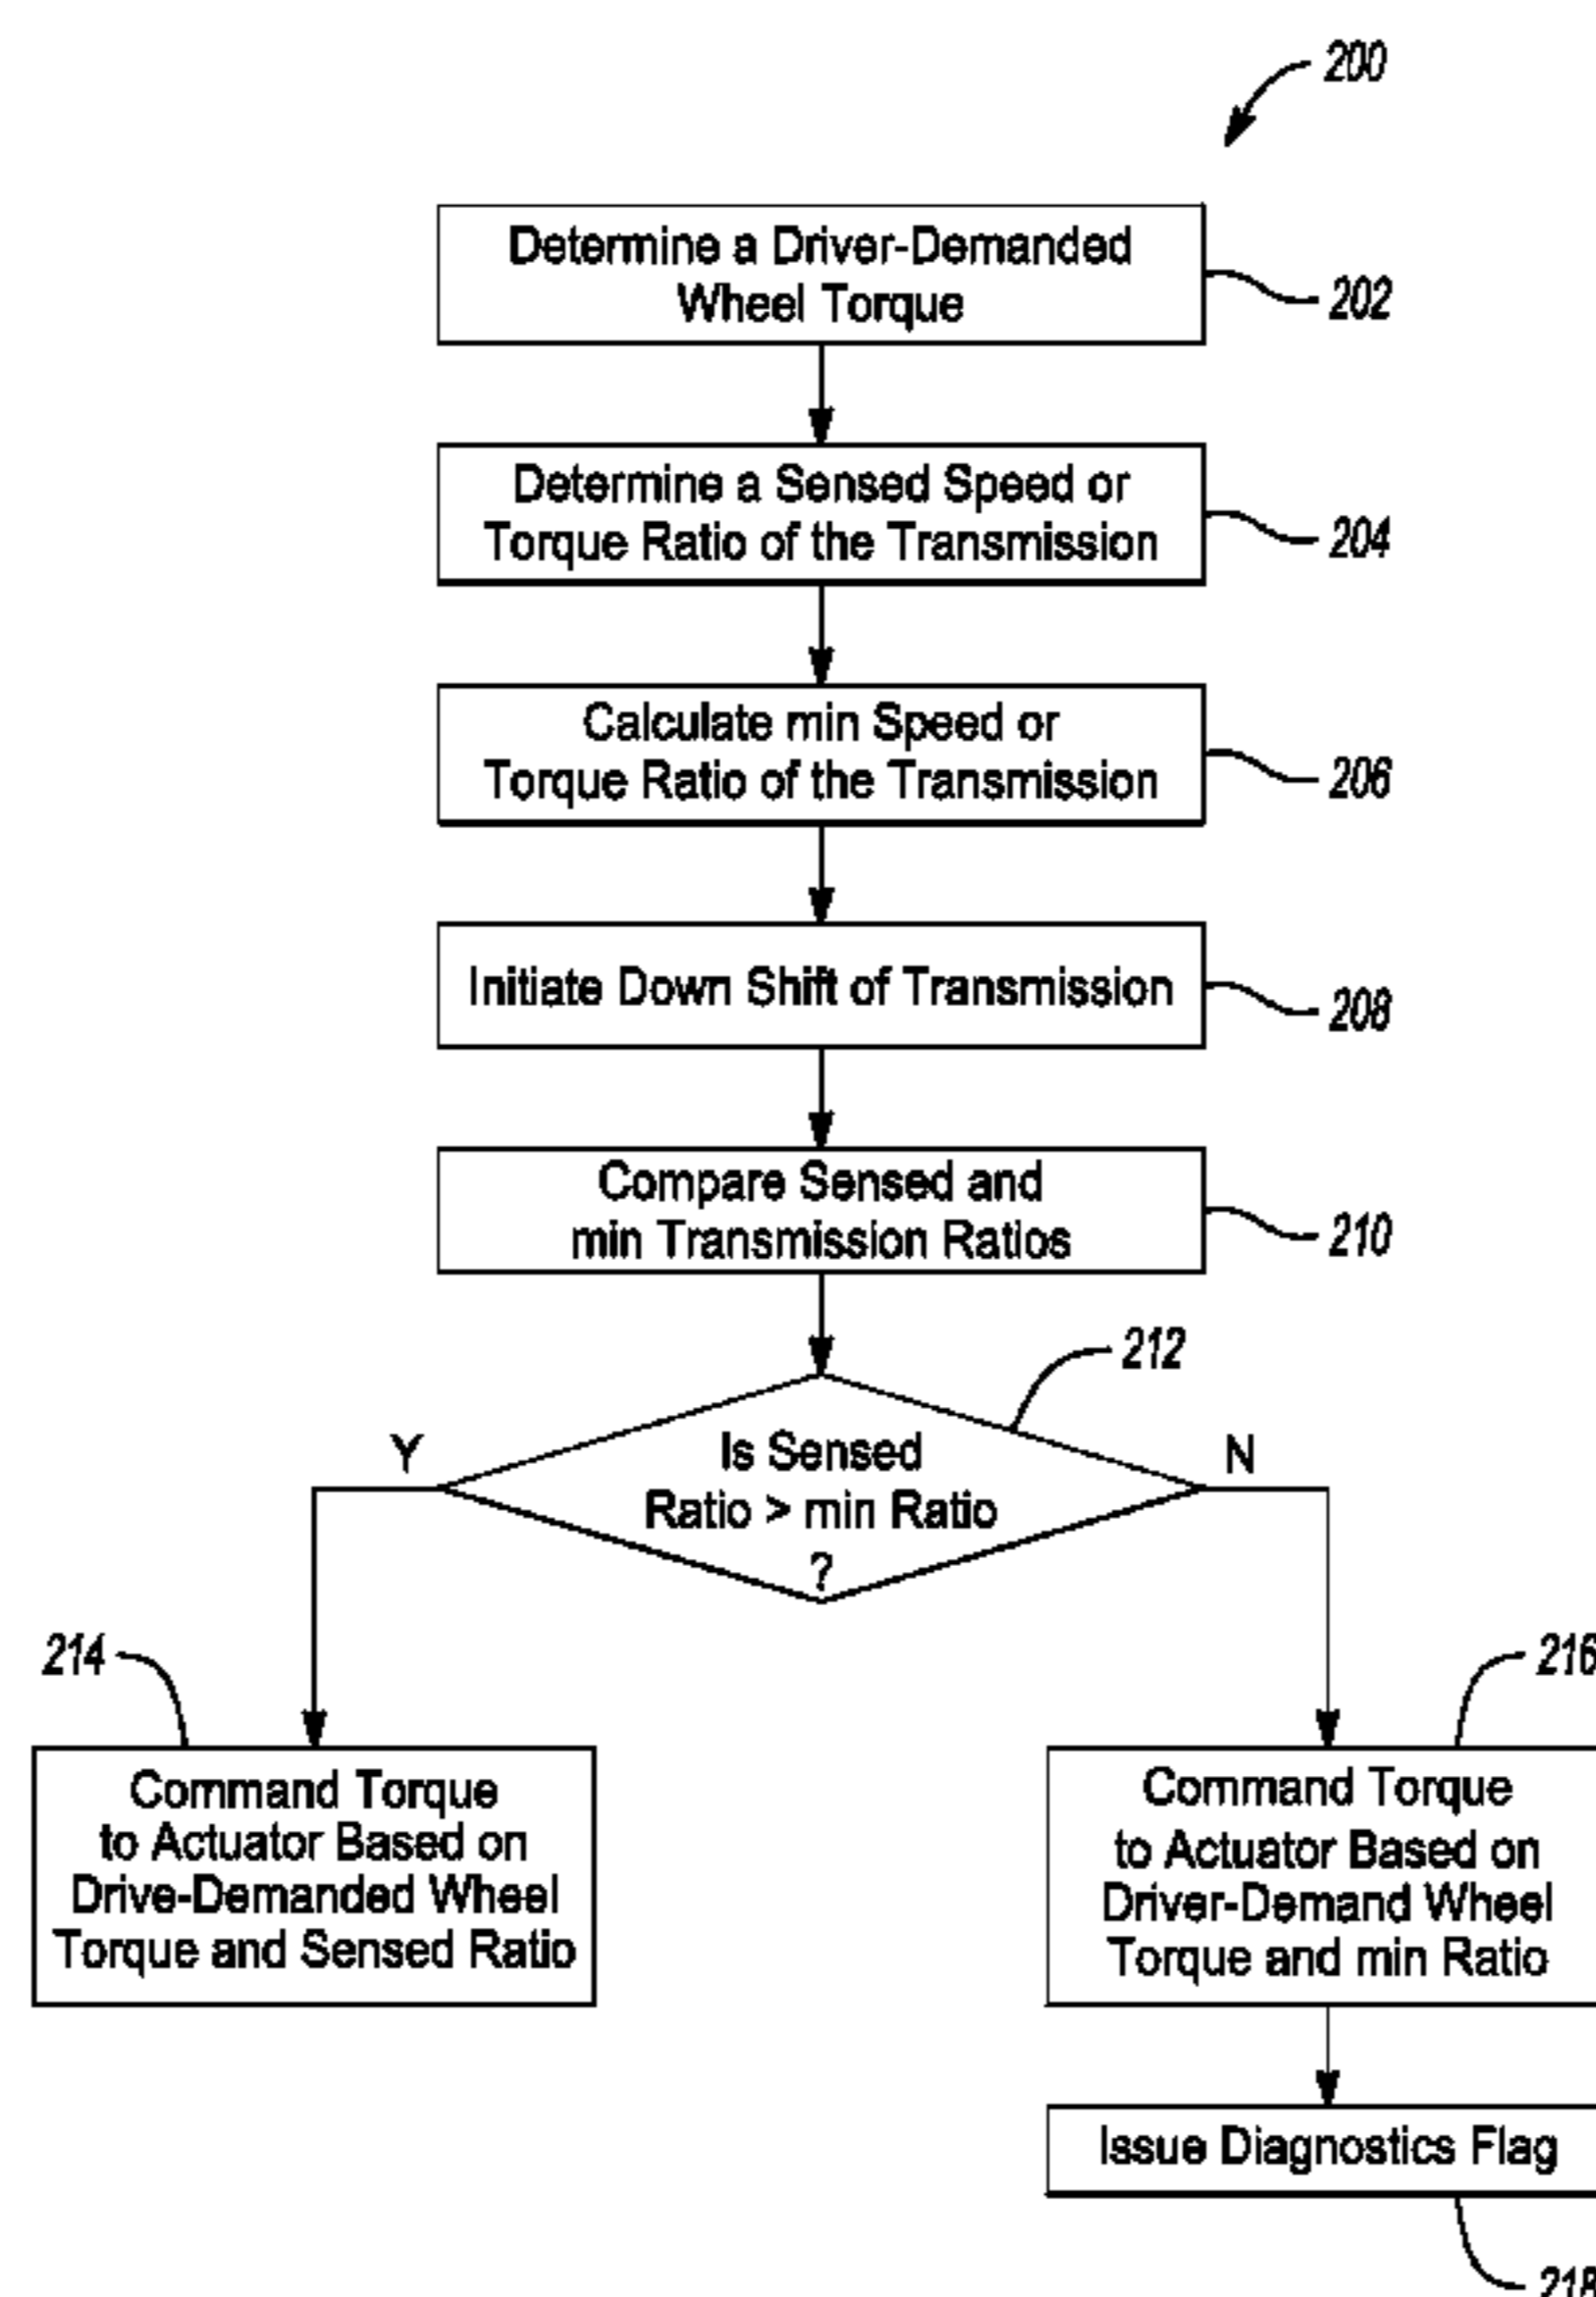 200
Determine a Driver-Demanded
Wheel Torque
202
Determine a Sensed Speed or
Torque Ratio of the Transmission
204
Calculate min Speed or
Torque Ratio of the Transmission
206
Initiate Down Shift of Transmission
208
Compare Sensed and
min Transmission Ratios
210
212
Y
Is Sensed
Ratio > min Ratio
?
N
214
216
Command Torque
to Actuator Based on
Drive-Demanded Wheel
Torque and Sensed Ratio
Command Torque
to Actuator Based on
Driver-Demand Wheel
Torque and min Ratio
Issue Diagnostics Flag
218